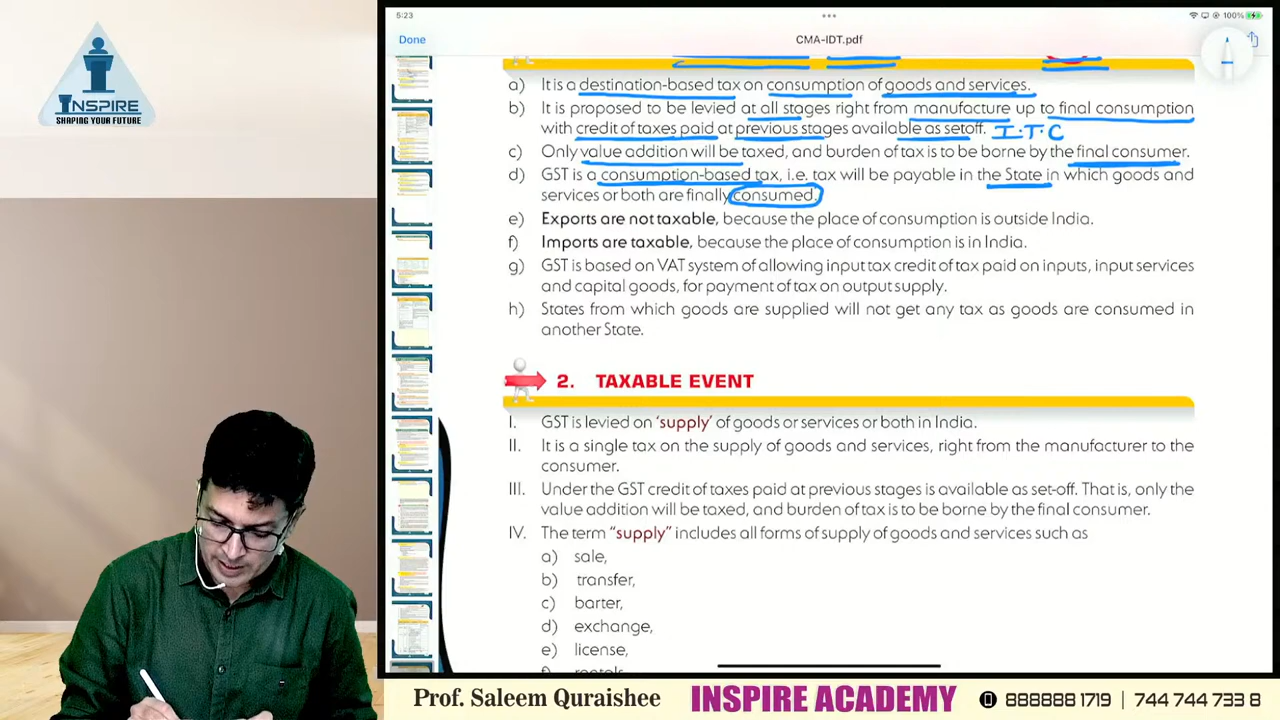 5:23
100%
Done
CMA-IDT.pdf
INSPIRE
SHAPING YOUR FUTURE
a) It is a destination-based tax on consumption of goods and services.
b) It is proposed to be levied at all stages right from manufacture up to final consumption
with credit of taxes paid at previous stages available as setoff. I.T.C
c) Only value addition will be taxed, and burden of tax is to be borne by the final consumer.
d) GST is a consumption-based tax, i.e. tax will be payable in the State in which goods and
services or both are finally consumed.
e) Exports are not taxable, because the place of consumption is outside India.
f) Imports are taxable because the place of consumption is in India.
g) GST is levied on a system allowing input tax credit of tax paid on inputs, input services
and capital goods for payment of tax on output supply.
h) State from which goods are supplied will not get any tax as goods are consumed in
another State.
2. TAXABLE EVENT
I. GST is levied on 'supply' of goods or services or both in India.
II. It is a single tax on the supply of goods and services, right from the manufacturer to the
consumer.
III. Under the GST credit of taxes paid at previous stages will be available as set-off. Thus, only the
value addition will be taxed and burden of tax is to be borne by the final consumer.
IV. The term supply includes all forms of supply of goods and services such as
a) sale,
b) transfer,
c) barter,
d) exchange,
e) license,
Prof. Saleem Quraishee INSPIRE ACADEMY 888888 1719 | 744 744 733 8